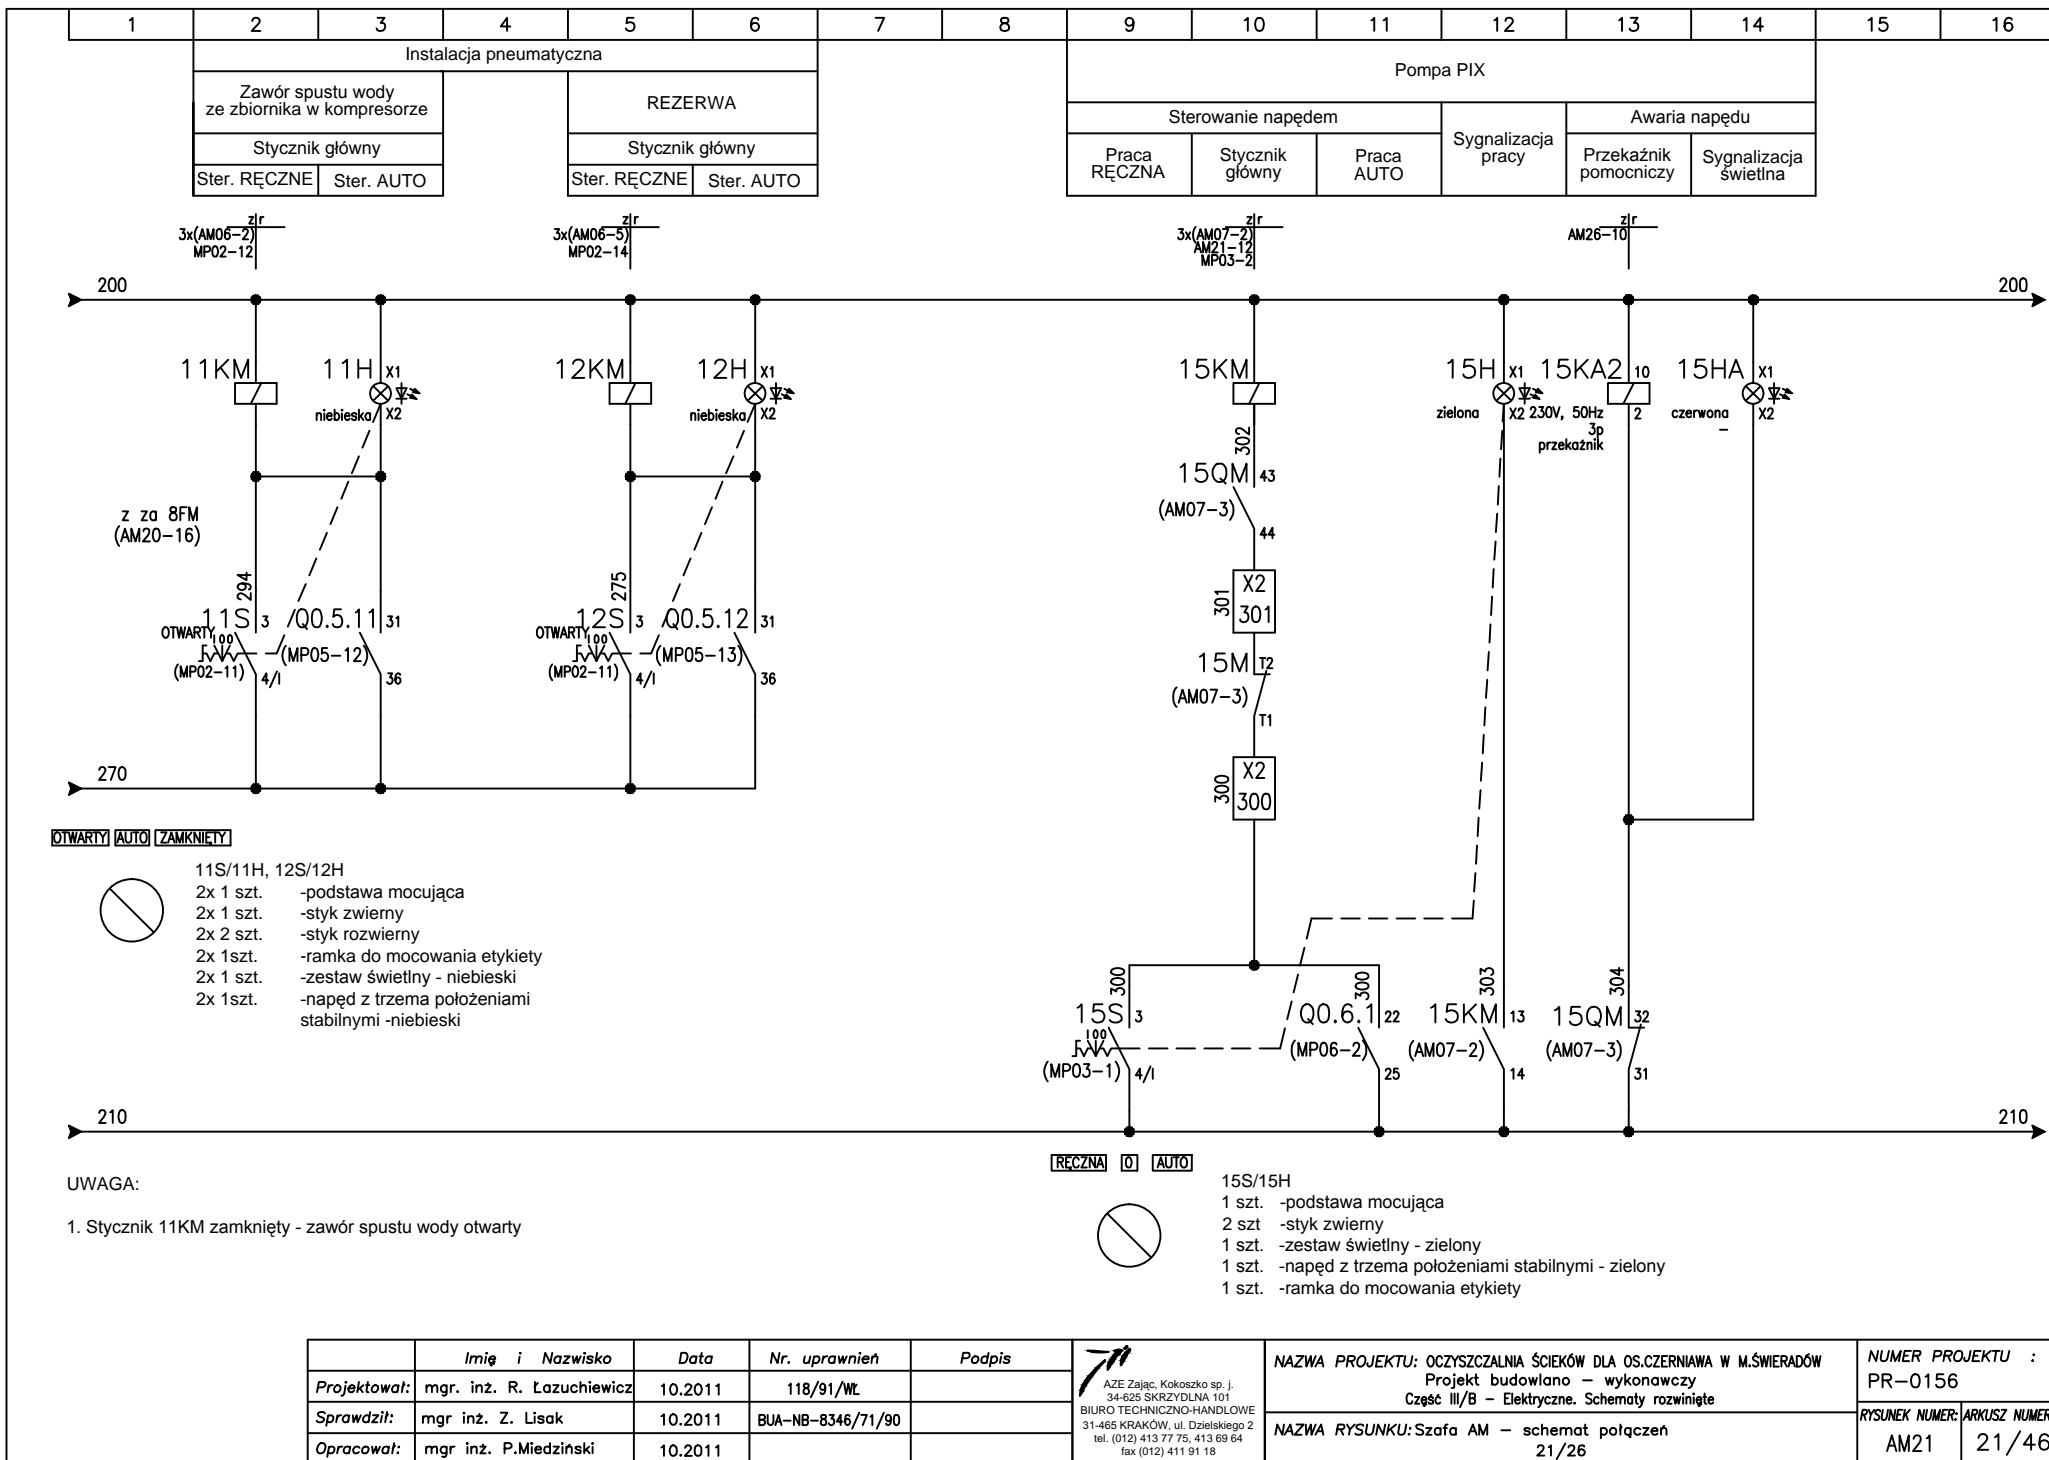 1 2 3 4 5 6 7 8 9 10 11 12 13 14 15 16
Instalacja pneumatyczna
Zawór spustu wody
ze zbiornika w kompresorze
REZERWA
Stycznik główny
Stycznik główny
Ster. RĘCZNE Ster. AUTO
Ster. RĘCZNE Ster. AUTO
Pompa PIX
Sterowanie napędem
Sygnalizacja
pracy
Awaria napędu
Praca
RĘCZNA
Stycznik
główny
Praca
AUTO
Przekaźnik
pomocniczy
Sygnalizacja
świetlna
z r
3x(AM06-2)
MP02-12
z r
3x(AM06-5)
MP02-14
z r
3x(AM07-2)
AM21-12
MP03-2
z r
AM26-10
200 200
11KM 11H X1
niebieska X2
12KM 12H X1
niebieska X2
15KM
15H X1
zielona X2
15KA2 10
230V, 50Hz 2
3p
przekaźnik
15HA X1
czerwona X2
–
302
15QM 43
(AM07-3)
44
z za 8FM
(AM20-16)
301
X2
301
294
11S 3
OTWARTY
100
(MP02-11) 4/I
Q0.5.11 31
(MP05-12)
36
275
12S 3
OTWARTY
100
(MP02-11) 4/I
Q0.5.12 31
(MP05-13)
36
15M T2
(AM07-3)
T1
300
X2
300
270
OTWARTY AUTO ZAMKNIĘTY
11S/11H, 12S/12H
2x 1 szt. -podstawa mocująca
2x 1 szt. -styk zwierny
2x 2 szt. -styk rozwierny
2x 1szt. -ramka do mocowania etykiety
2x 1 szt. -zestaw świetlny - niebieski
2x 1szt. -napęd z trzema położeniami
stabilnymi -niebieski
300
15S 3
100
(MP03-1) 4/I
300
Q0.6.1 22
(MP06-2)
25
303
15KM 13
(AM07-2)
14
304
15QM 32
(AM07-3)
31
210 210
RĘCZNA 0 AUTO
15S/15H
1 szt. -podstawa mocująca
2 szt -styk zwierny
1 szt. -zestaw świetlny - zielony
1 szt. -napęd z trzema położeniami stabilnymi - zielony
1 szt. -ramka do mocowania etykiety
UWAGA:
1. Stycznik 11KM zamknięty - zawór spustu wody otwarty
Imię i Nazwisko Data Nr. uprawnień Podpis
Projektował: mgr. inż. R. Łazuchiewicz 10.2011 118/91/WŁ
Sprawdził: mgr inż. Z. Lisak 10.2011 BUA-NB-8346/71/90
Opracował: mgr inż. P.Miedziński 10.2011
AZE Zając, Kokoszko sp. j.
34-625 SKRZYDLNA 101
BIURO TECHNICZNO-HANDLOWE
31-465 KRAKÓW, ul. Dzielskiego 2
tel. (012) 413 77 75, 413 69 64
fax (012) 411 91 18
NAZWA PROJEKTU: OCZYSZCZALNIA ŚCIEKÓW DLA OS.CZERNIAWA W M.ŚWIERADÓW
Projekt budowlano – wykonawczy
Część III/B – Elektryczne. Schematy rozwinięte
NAZWA RYSUNKU: Szafa AM – schemat połączeń
21/26
NUMER PROJEKTU :
PR-0156
RYSUNEK NUMER: ARKUSZ NUMER
AM21 21/46